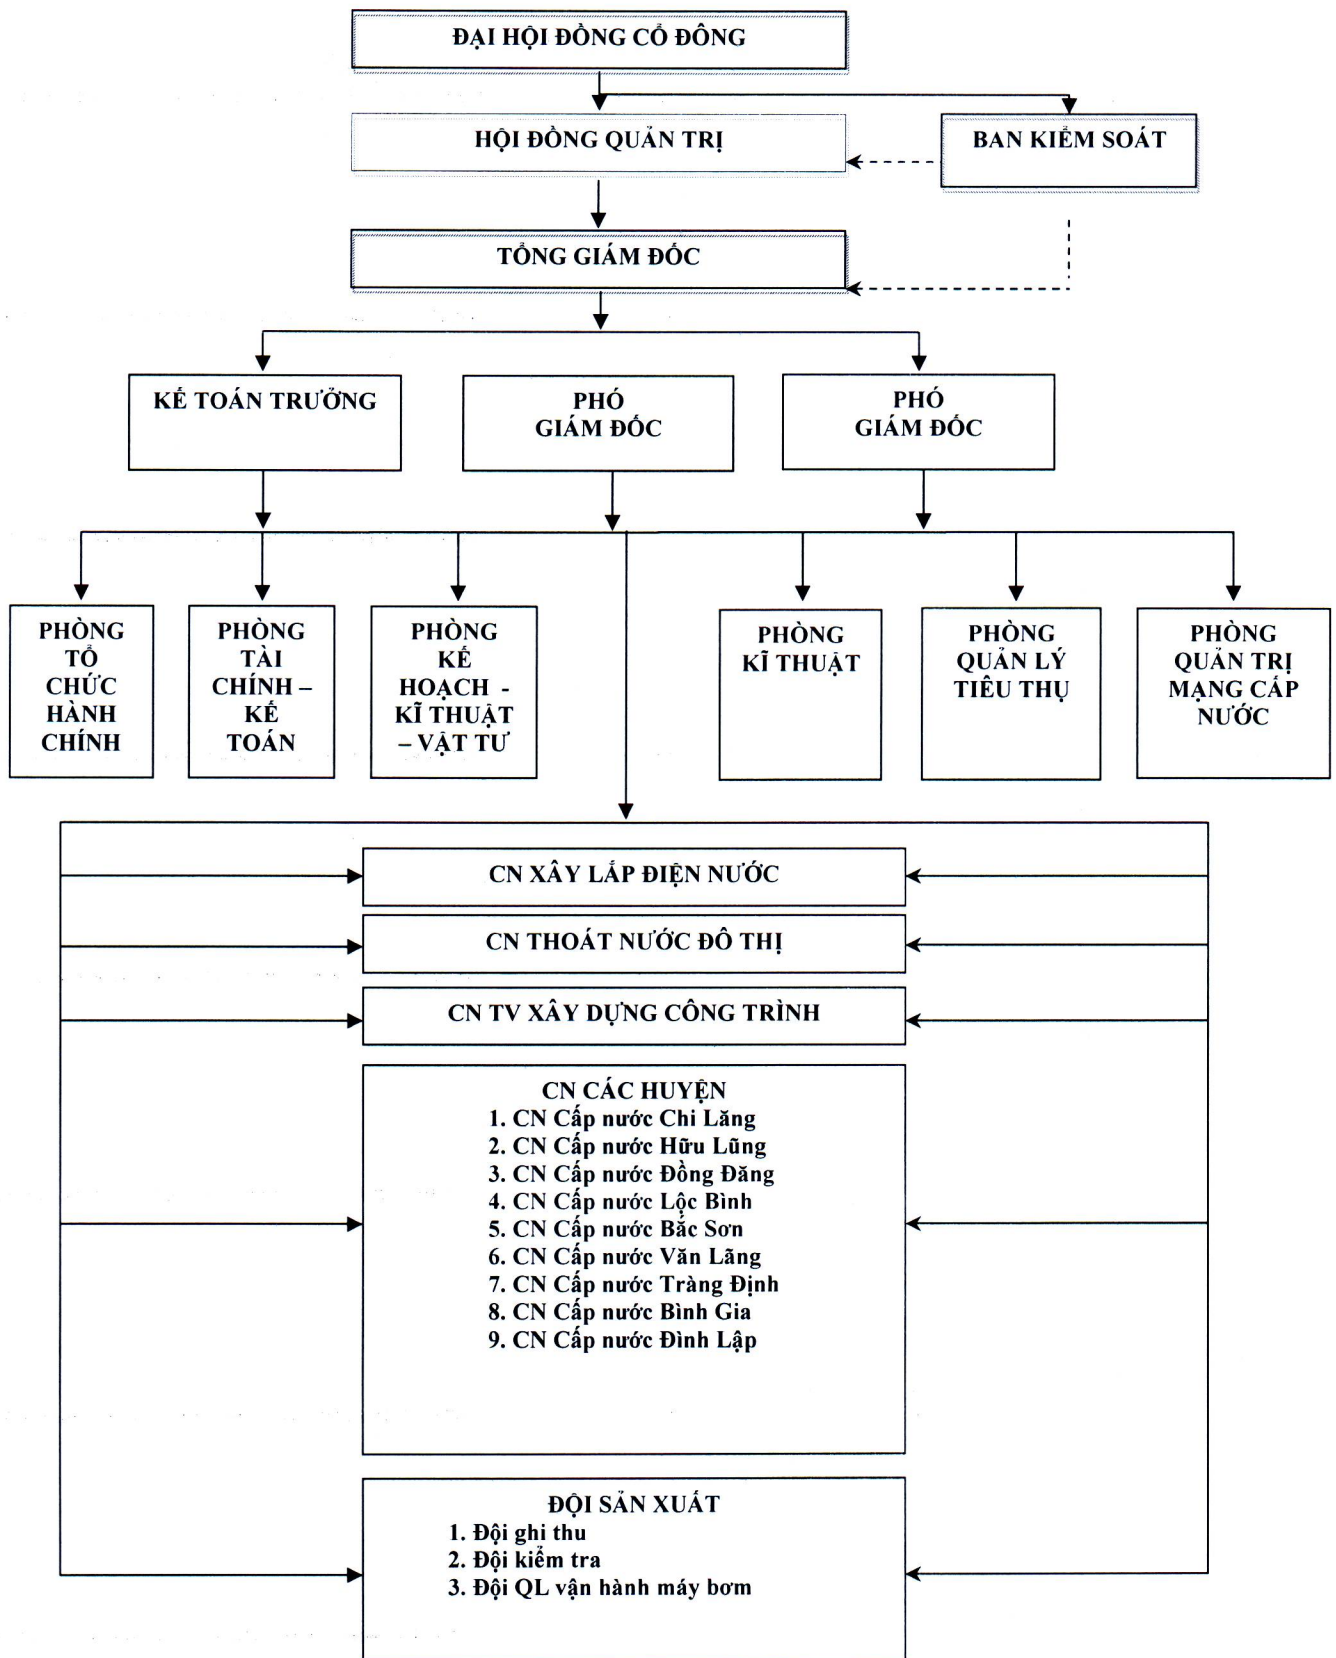 ĐẠI HỘI ĐỒNG CỔ ĐÔNG
HỘI ĐỒNG QUẢN TRỊ
BAN KIỂM SOÁT
TỔNG GIÁM ĐỐC
KẾ TOÁN TRƯỞNG
PHÓ
GIÁM ĐỐC
PHÓ
GIÁM ĐỐC
PHÒNG
TỔ
CHỨC
HÀNH
CHÍNH
PHÒNG
TÀI
CHÍNH –
KẾ
TOÁN
PHÒNG
KẾ
HOẠCH -
KĨ THUẬT
– VẬT TƯ
PHÒNG
KĨ THUẬT
PHÒNG
QUẢN LÝ
TIÊU THỤ
PHÒNG
QUẢN TRỊ
MẠNG CẤP
NƯỚC
CN XÂY LẮP ĐIỆN NƯỚC
CN THOÁT NƯỚC ĐÔ THỊ
CN TV XÂY DỰNG CÔNG TRÌNH
CN CÁC HUYỆN
1. CN Cấp nước Chi Lăng
2. CN Cấp nước Hữu Lũng
3. CN Cấp nước Đồng Đăng
4. CN Cấp nước Lộc Bình
5. CN Cấp nước Bắc Sơn
6. CN Cấp nước Văn Lãng
7. CN Cấp nước Tràng Định
8. CN Cấp nước Bình Gia
9. CN Cấp nước Đình Lập
ĐỘI SẢN XUẤT
1. Đội ghi thu
2. Đội kiểm tra
3. Đội QL vận hành máy bơm